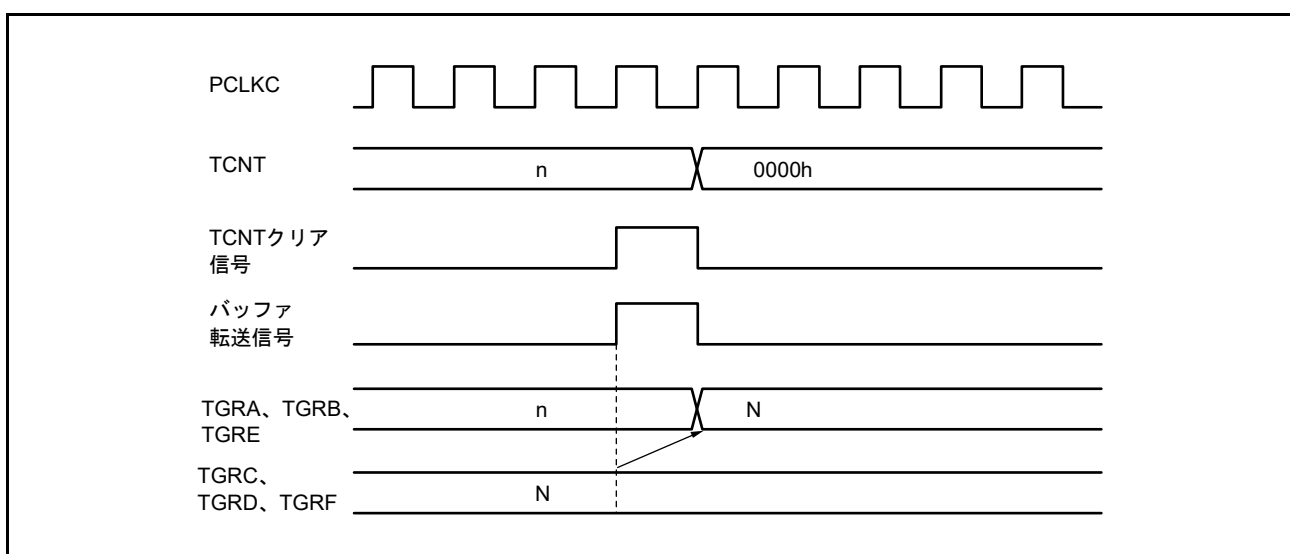 PCLKC
TCNT
n
0000h
TCNTクリア
信号
バッファ
転送信号
TGRA、TGRB、
TGRE
n
N
TGRC、
TGRD、TGRF
N